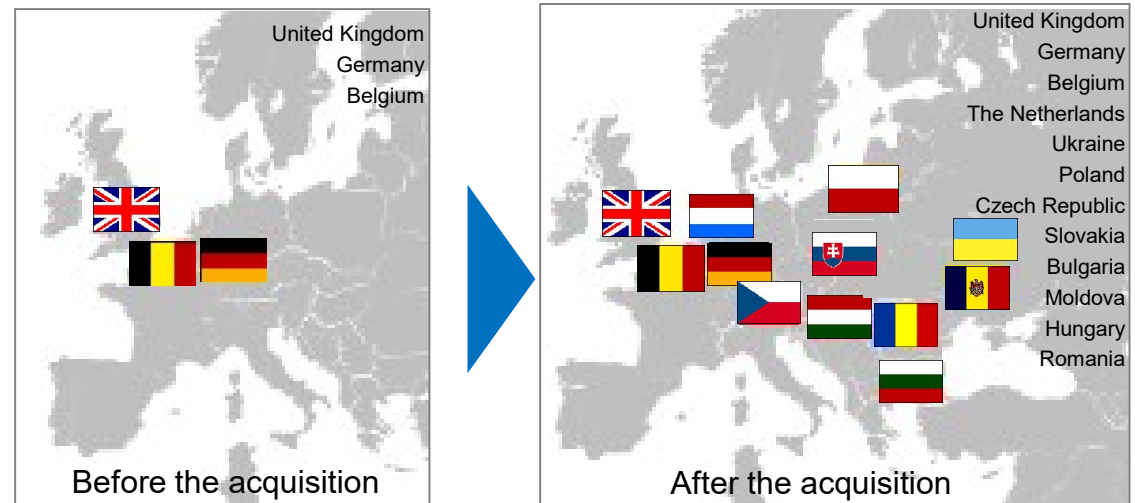 United Kingdom
Germany
Belgium
Before the acquisition
United Kingdom
Germany
Belgium
The Netherlands
Ukraine
Poland
Czech Republic
Slovakia
Bulgaria
Moldova
Hungary
Romania
After the acquisition